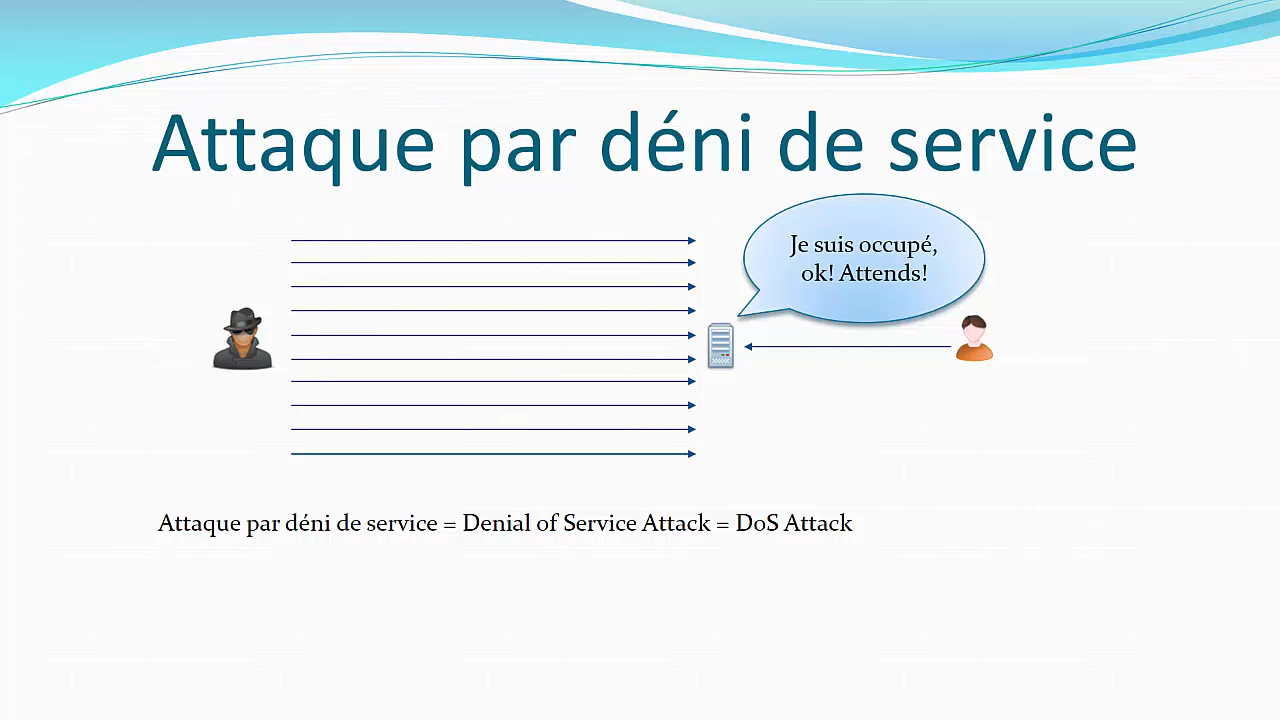 Attaque par déni de service
Je suis occupé,
ok! Attends!
Attaque par déni de service = Denial of Service Attack = DoS Attack